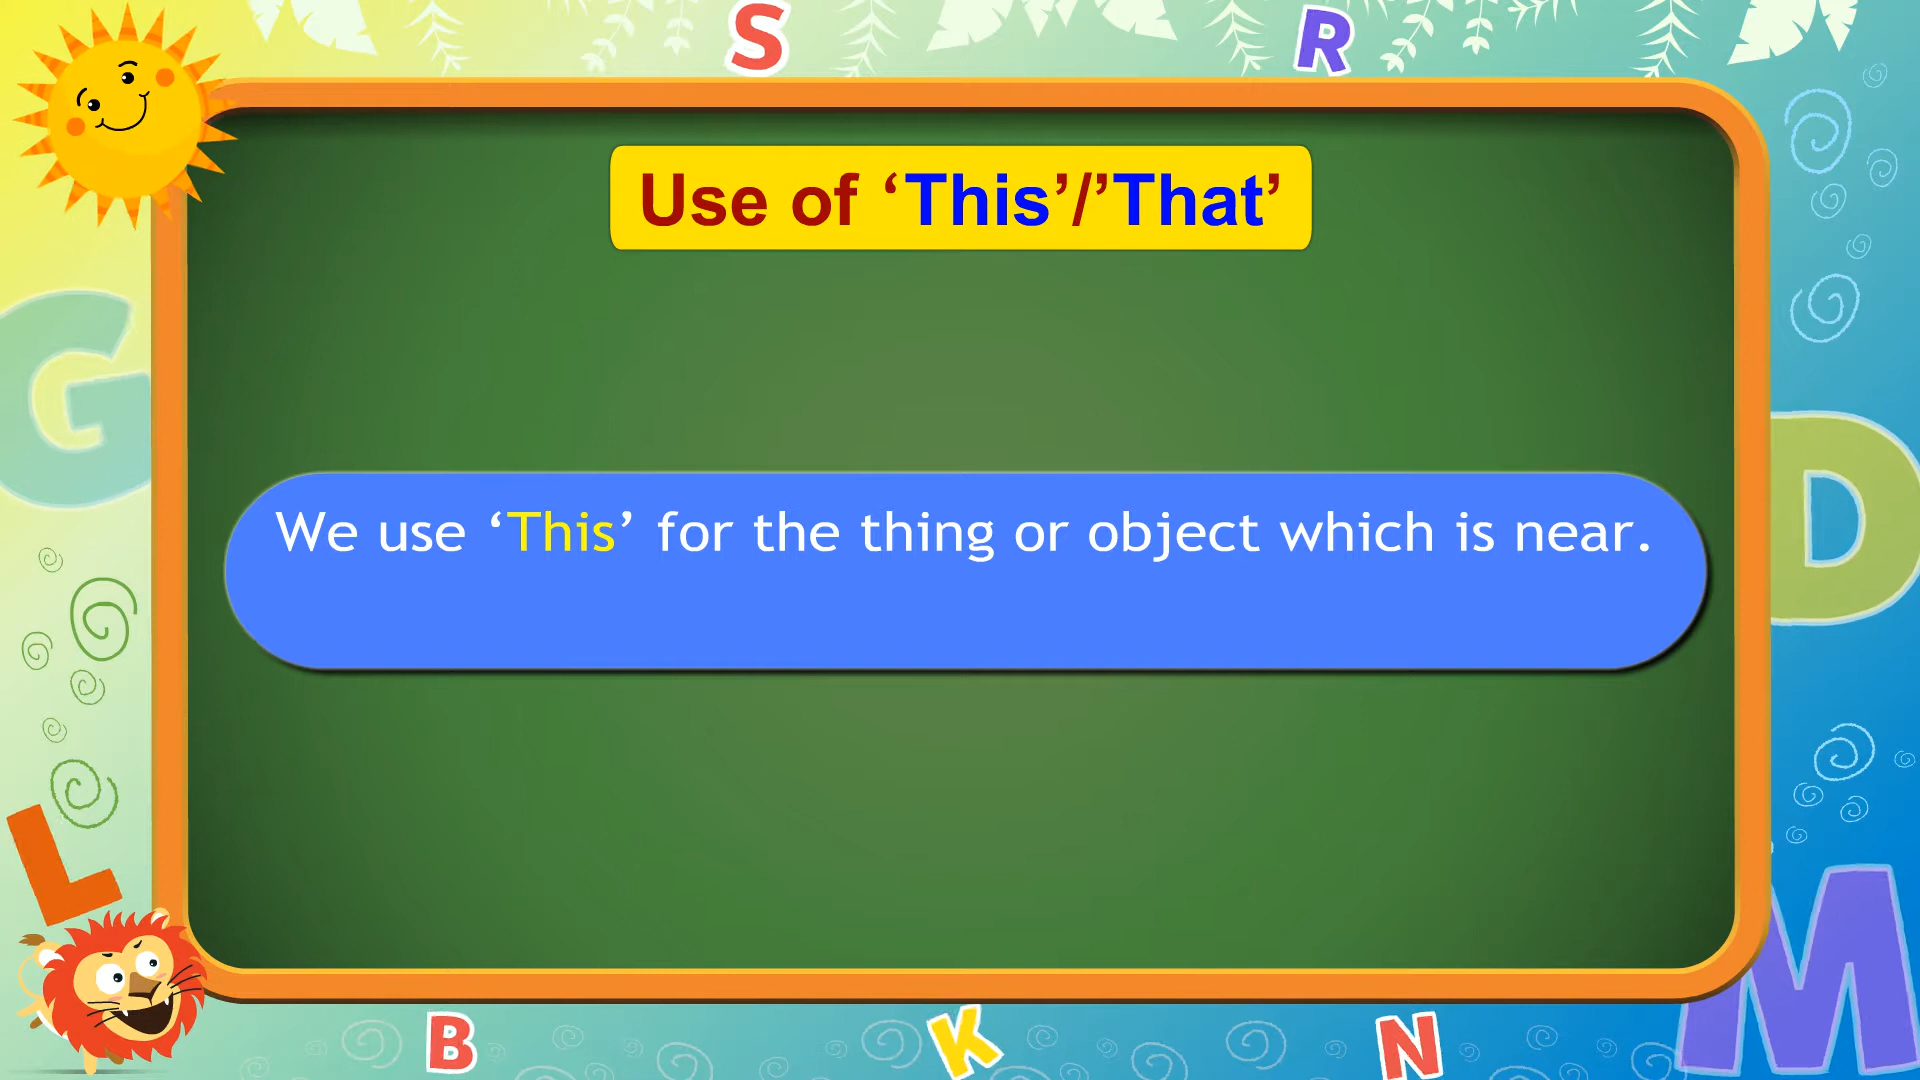 S R
Use of ‘This’/’That’
G
We use ‘This’ for the thing or object which is near.
D
L
M
B K N